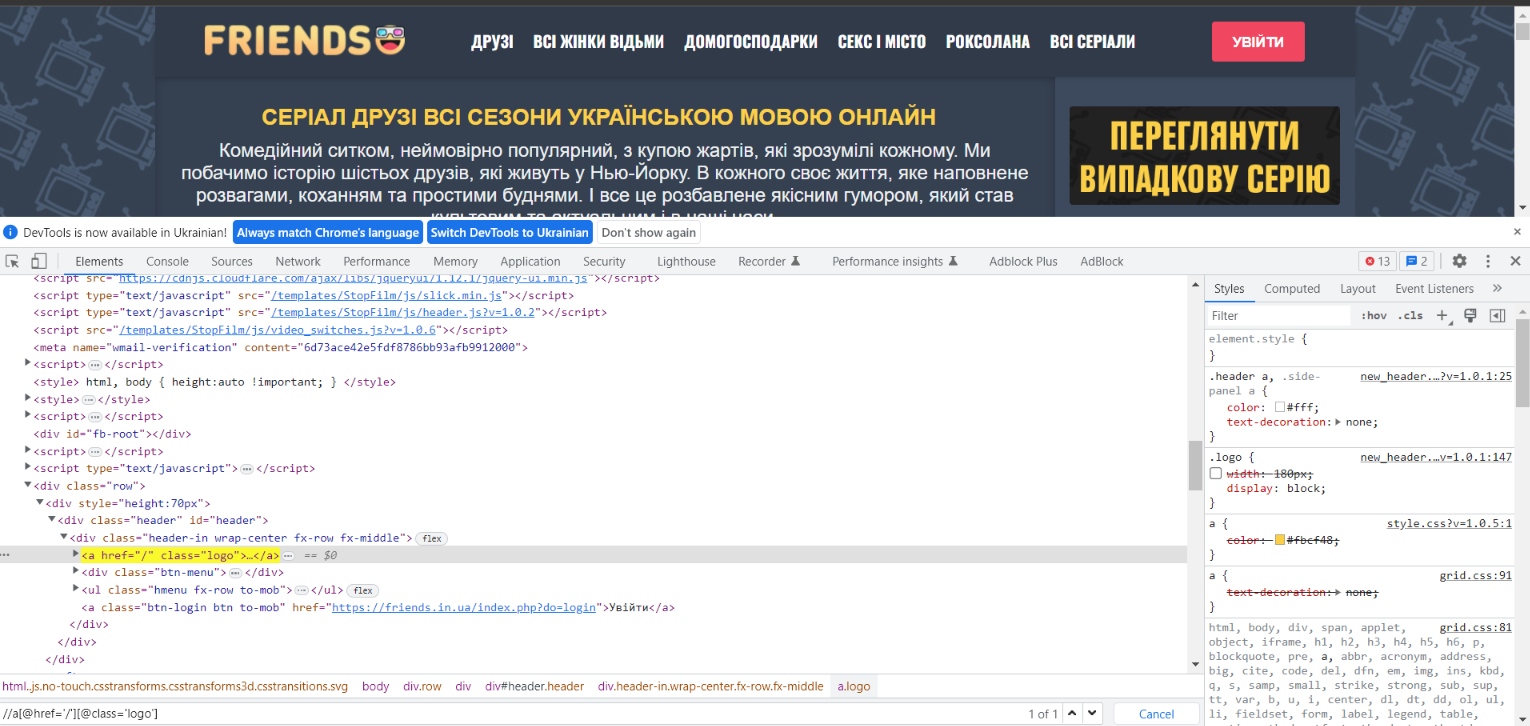 FRIENDS
ДРУЗІ ВСІ ЖІНКИ ВІДЬМИ ДОМОГОСПОДАРКИ СЕКС І МІСТО РОКСОЛАНА ВСІ СЕРІАЛИ УВІЙТИ
СЕРІАЛ ДРУЗІ ВСІ СЕЗОНИ УКРАЇНСЬКОЮ МОВОЮ ОНЛАЙН
Комедійний ситком, неймовірно популярний, з купою жартів, які зрозумілі кожному. Ми
побачимо історію шістьох друзів, які живуть у Нью-Йорку. В кожного своє життя, яке наповнене
розвагами, коханням та простими буднями. І все це розбавлене якісним гумором, який став
культовим та актуальним і в наші часи.
ПЕРЕГЛЯНУТИ
ВИПАДКОВУ СЕРІЮ
DevTools is now available in Ukrainian! Always match Chrome's language Switch DevTools to Ukrainian Don't show again
Elements Console Sources Network Performance Memory Application Security Lighthouse Recorder Performance insights Adblock Plus AdBlock 13 2
<script src="https://cdnjs.cloudflare.com/ajax/libs/jqueryui/1.12.1/jquery-ui.min.js"></script>
<script type="text/javascript" src="/templates/StopFilm/js/slick.min.js"></script>
<script type="text/javascript" src="/templates/StopFilm/js/header.js?v=1.0.2"></script>
<script src="/templates/StopFilm/js/video_switches.js?v=1.0.6"></script>
<meta name="wmail-verification" content="6d73ace42e5fdf8786bb93afb9912000">
<script>…</script>
<style> html, body { height:auto !important; } </style>
<style>…</style>
<script>…</script>
<div id="fb-root"></div>
<script>…</script>
<script type="text/javascript">…</script>
<div class="row">
<div style="height:70px">
<div class="header" id="header">
<div class="header-in wrap-center fx-row fx-middle"> flex
… <a href="/" class="logo">…</a> … == $0
<div class="btn-menu">…</div>
<ul class="hmenu fx-row to-mob">…</ul> flex
<a class="btn-login btn to-mob" href="https://friends.in.ua/index.php?do=login">Увійти</a>
</div>
</div>
</div>
html.js.no-touch.csstransforms.csstransforms3d.csstransitions.svg body div.row div div#header.header div.header-in.wrap-center.fx-row.fx-middle a.logo
//a[@href='/'][@class='logo'] 1 of 1 Cancel
Styles Computed Layout Event Listeners »
Filter :hov .cls +
element.style {
}
.header a, .side- new_header.…?v=1.0.1:25
panel a {
color: #fff;
text-decoration: none;
}
.logo { new_header.…v=1.0.1:147
width: 180px;
display: block;
}
a { style.css?v=1.0.5:1
color: #fbcf48;
}
a { grid.css:91
text-decoration: none;
}
html, body, div, span, applet, grid.css:81
object, iframe, h1, h2, h3, h4, h5, h6, p,
blockquote, pre, a, abbr, acronym, address,
big, cite, code, del, dfn, em, img, ins, kbd,
q, s, samp, small, strike, strong, sub, sup,
tt, var, b, u, i, center, dl, dt, dd, ol, ul,
li, fieldset, form, label, legend, table,